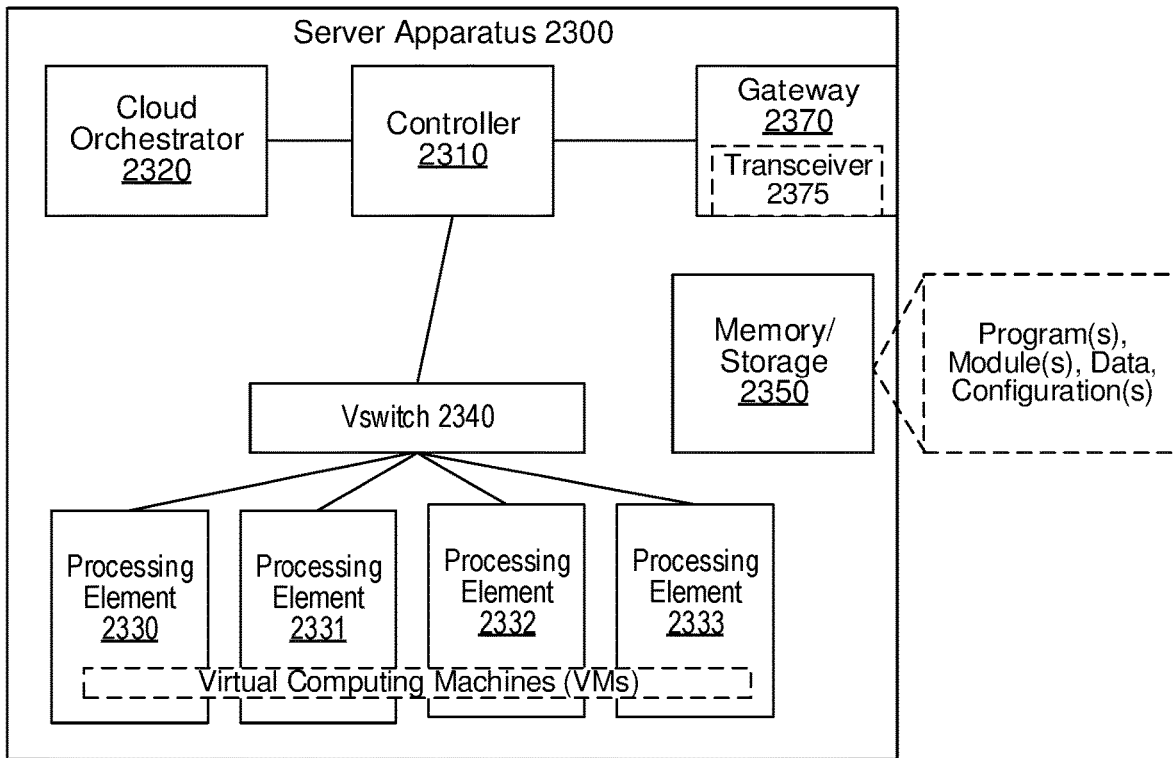 Server Apparatus 2300
Cloud
Orchestrator
2320
Controller
2310
Gateway
2370
Transceiver
2375
Memory/
Storage
2350
Program(s),
Module(s), Data,
Configuration(s)
Vswitch 2340
Processing
Element
2330
Processing
Element
2331
Processing
Element
2332
Processing
Element
2333
Virtual Computing Machines (VMs)